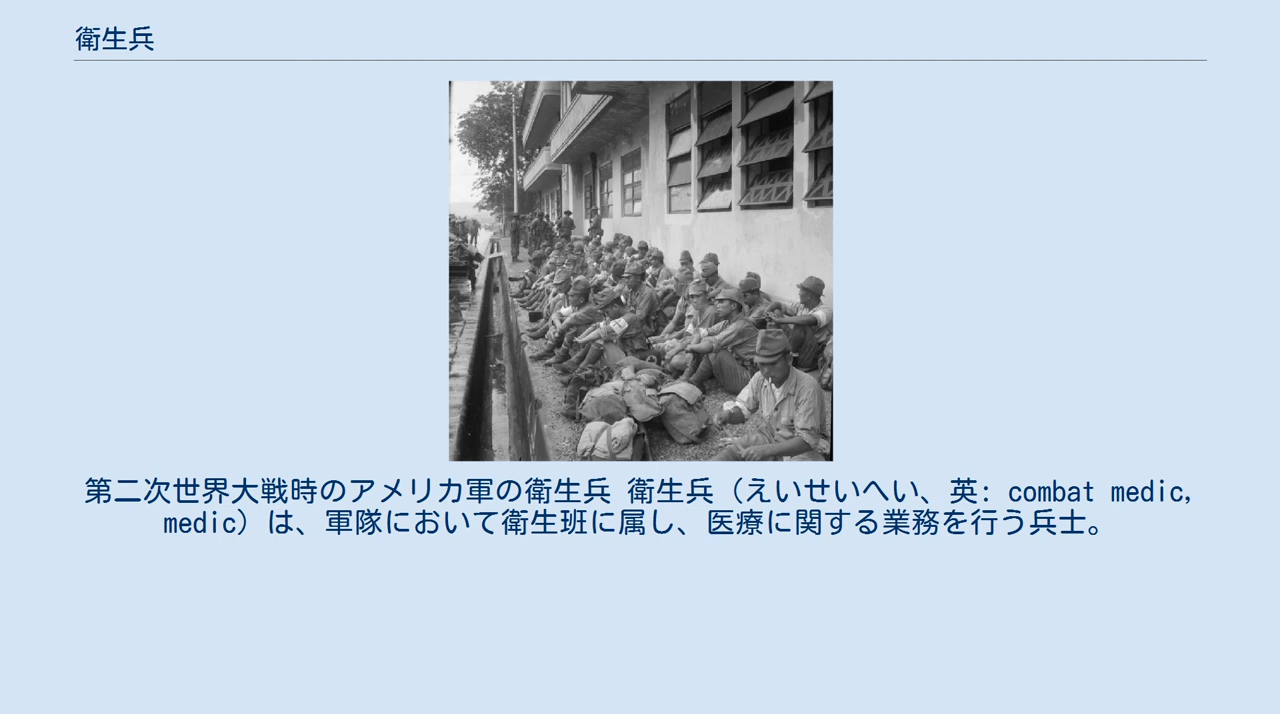 衛生兵
第二次世界大戦時のアメリカ軍の衛生兵 衛生兵（えいせいへい、英: combat medic,
medic）は、軍隊において衛生班に属し、医療に関する業務を行う兵士。